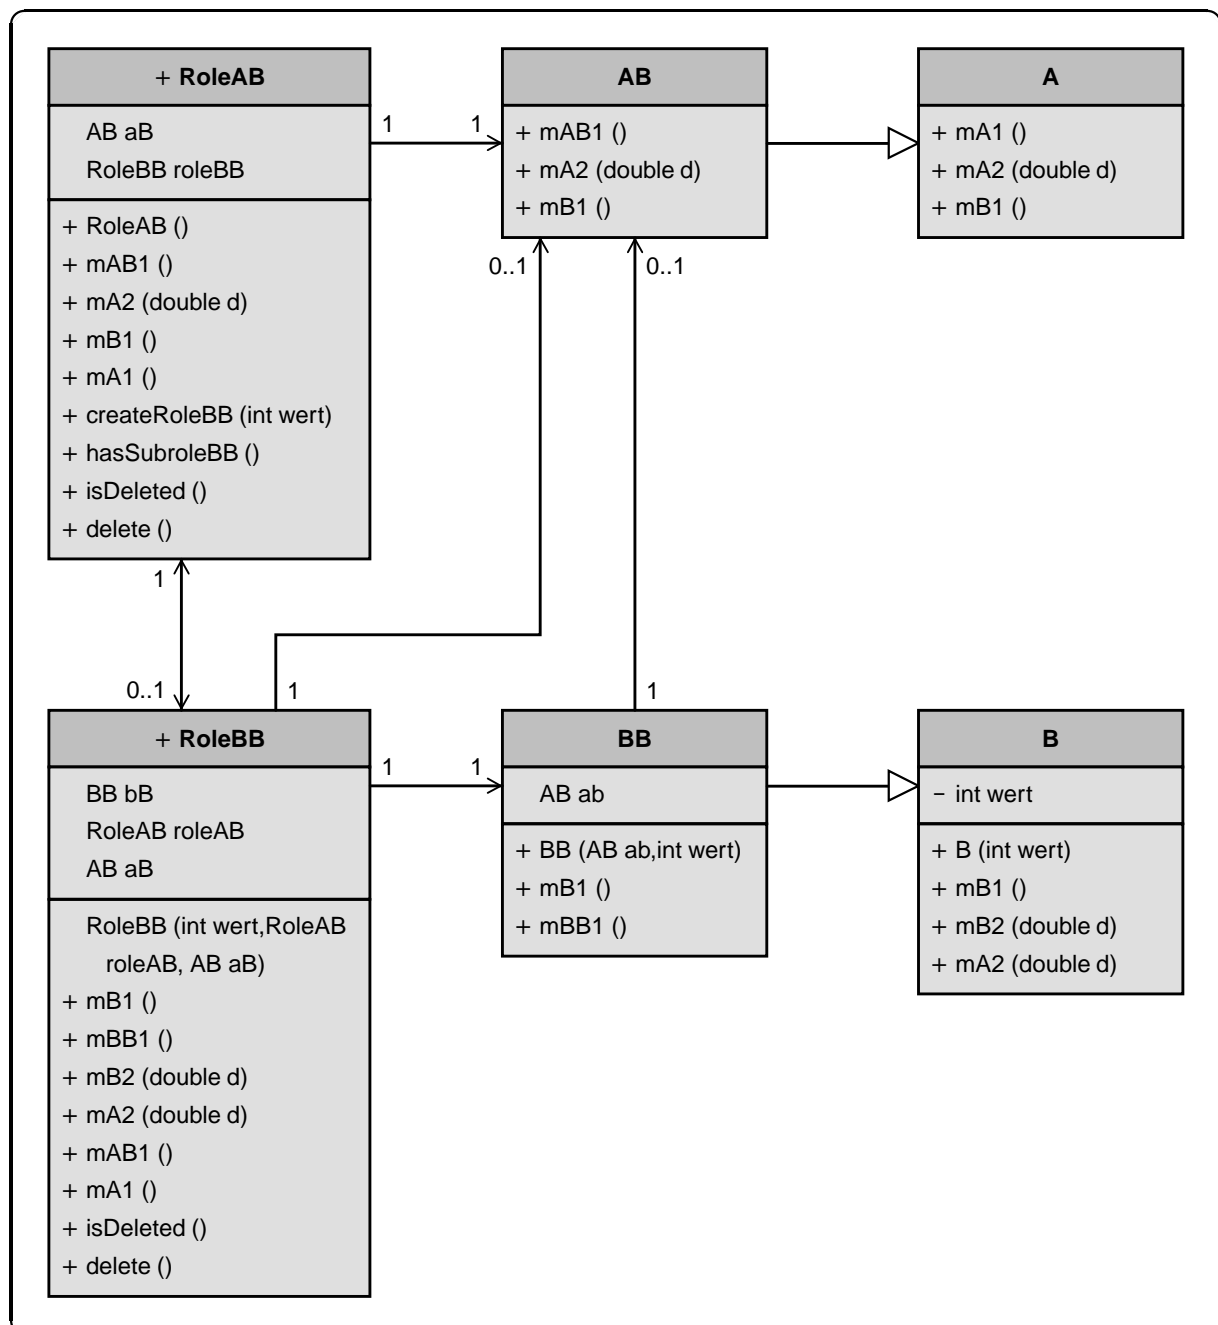 + RoleAB
AB aB
RoleBB roleBB
+ RoleAB ()
+ mAB1 ()
+ mA2 (double d)
+ mB1 ()
+ mA1 ()
+ createRoleBB (int wert)
+ hasSubroleBB ()
+ isDeleted ()
+ delete ()
1
1
AB
+ mAB1 ()
+ mA2 (double d)
+ mB1 ()
A
+ mA1 ()
+ mA2 (double d)
+ mB1 ()
0..1
0..1
1
0..1
1
1
+ RoleBB
BB bB
RoleAB roleAB
AB aB
RoleBB (int wert,RoleAB
roleAB, AB aB)
+ mB1 ()
+ mBB1 ()
+ mB2 (double d)
+ mA2 (double d)
+ mAB1 ()
+ mA1 ()
+ isDeleted ()
+ delete ()
1
1
BB
AB ab
+ BB (AB ab,int wert)
+ mB1 ()
+ mBB1 ()
B
− int wert
+ B (int wert)
+ mB1 ()
+ mB2 (double d)
+ mA2 (double d)